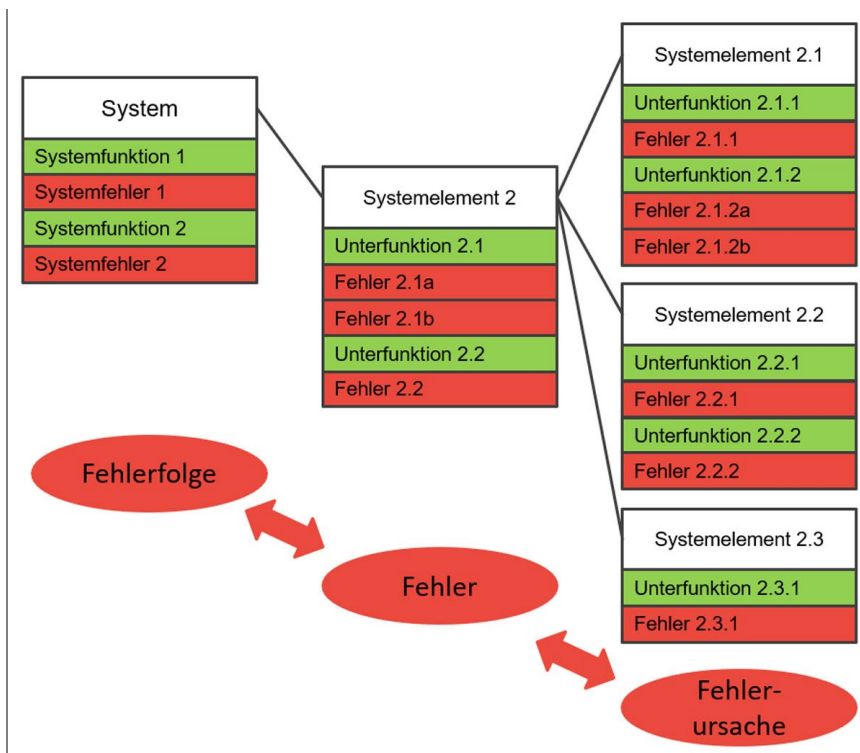 System
Systemfunktion 1
Systemfehler 1
Systemfunktion 2
Systemfehler 2
Systemelement 2
Unterfunktion 2.1
Fehler 2.1a
Fehler 2.1b
Unterfunktion 2.2
Fehler 2.2
Systemelement 2.1
Unterfunktion 2.1.1
Fehler 2.1.1
Unterfunktion 2.1.2
Fehler 2.1.2a
Fehler 2.1.2b
Systemelement 2.2
Unterfunktion 2.2.1
Fehler 2.2.1
Unterfunktion 2.2.2
Fehler 2.2.2
Systemelement 2.3
Unterfunktion 2.3.1
Fehler 2.3.1
Fehlerfolge
Fehler
Fehler-
ursache